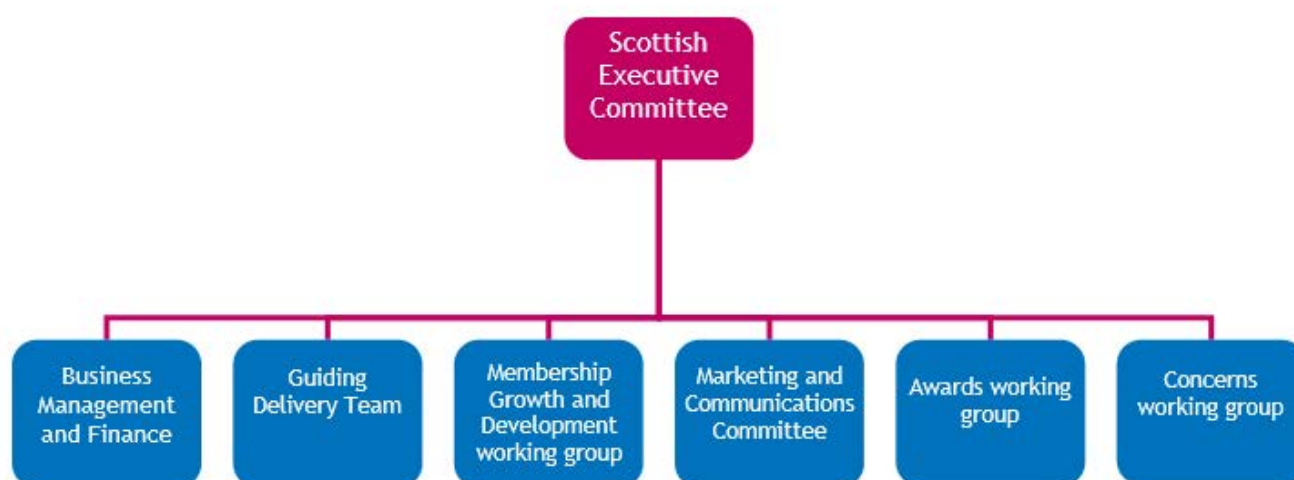 Scottish
Executive
Committee
Business
Management
and Finance
Guiding
Delivery Team
Membership
Growth and
Development
working group
Marketing and
Communications
Committee
Awards working
group
Concerns
working group